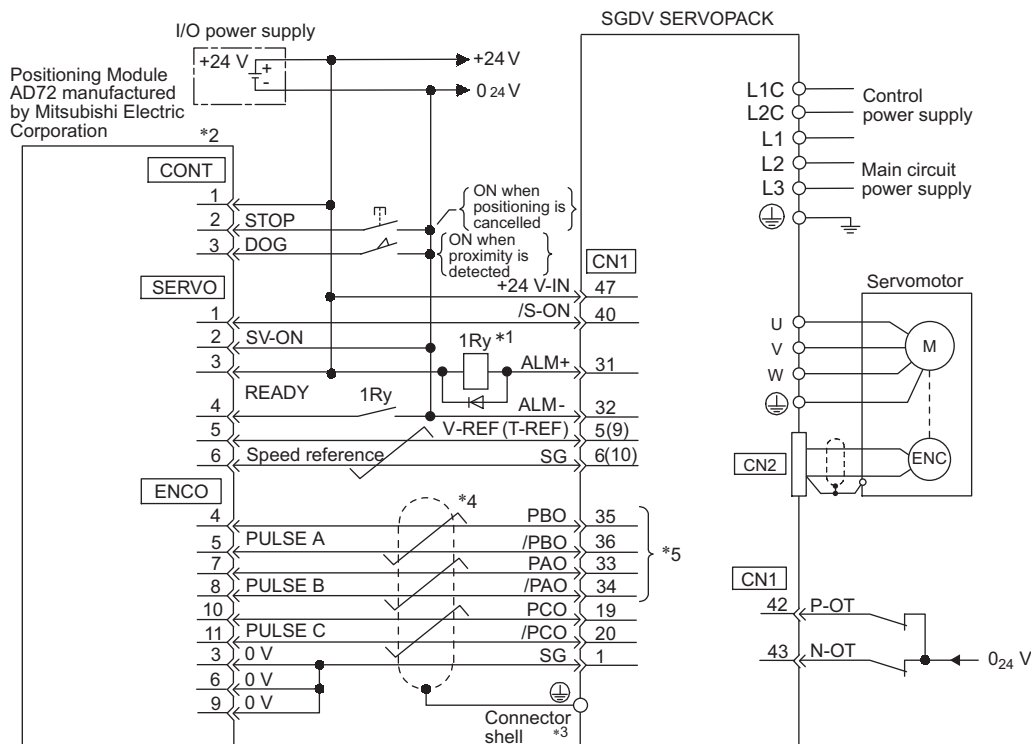 SGDV SERVOPACK
I/O power supply
+24 V
+
-
+24 V
0 24 V
Positioning Module
AD72 manufactured
by Mitsubishi Electric
Corporation
*2
CONT
1
2 STOP
3 DOG
ON when
positioning is
cancelled
ON when
proximity is
detected
CN1
+24 V-IN 47
SERVO
1 /S-ON 40
2 SV-ON
1Ry *1
3 ALM+ 31
READY
4 1Ry ALM- 32
5 V-REF (T-REF) 5(9)
6 Speed reference SG 6(10)
ENCO
*4
4 PBO 35
5 PULSE A /PBO 36
*5
7 PAO 33
8 PULSE B /PAO 34
10 PCO 19
11 PULSE C /PCO 20
3 0 V SG 1
6 0 V
9 0 V
Connector
shell *3
L1C
L2C
Control
power supply
L1
L2
L3
Main circuit
power supply
Servomotor
U
V
W
M
CN2
ENC
CN1
42 P-OT
43 N-OT
024 V